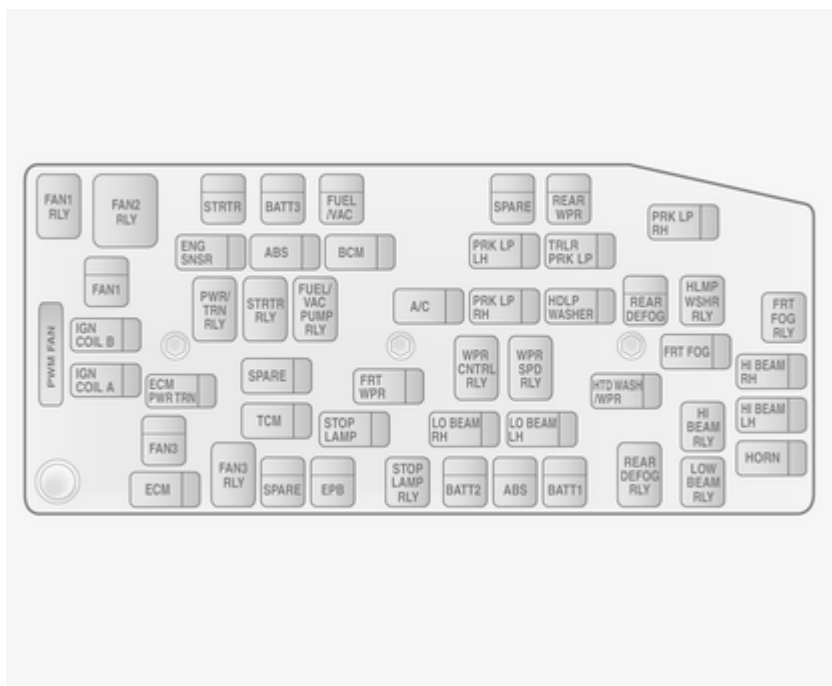 FAN1
RLY
FAN2
RLY
STRTR
BATT3
FUEL
/VAC
SPARE
REAR
WPR
PRK LP
RH
ENG
SNSR
ABS
BCM
PRK LP
LH
TRLR
PRK LP
FAN1
PWR/
TRN
RLY
STRTR
RLY
FUEL/
VAC
PUMP
RLY
A/C
PRK LP
RH
HDLP
WASHER
REAR
DEFOG
HLMP
WSHR
RLY
FRT
FOG
RLY
PWM FAN
IGN
COIL B
IGN
COIL A
ECM
PWR TRN
SPARE
FRT
WPR
WPR
CNTRL
RLY
WPR
SPD
RLY
HTD WASH
/WPR
FRT FOG
HI BEAM
RH
TCM
STOP
LAMP
LO BEAM
RH
LO BEAM
LH
HI
BEAM
RLY
HI BEAM
LH
FAN3
HORN
ECM
FAN3
RLY
SPARE
EPB
STOP
LAMP
RLY
BATT2
ABS
BATT1
REAR
DEFOG
RLY
LOW
BEAM
RLY